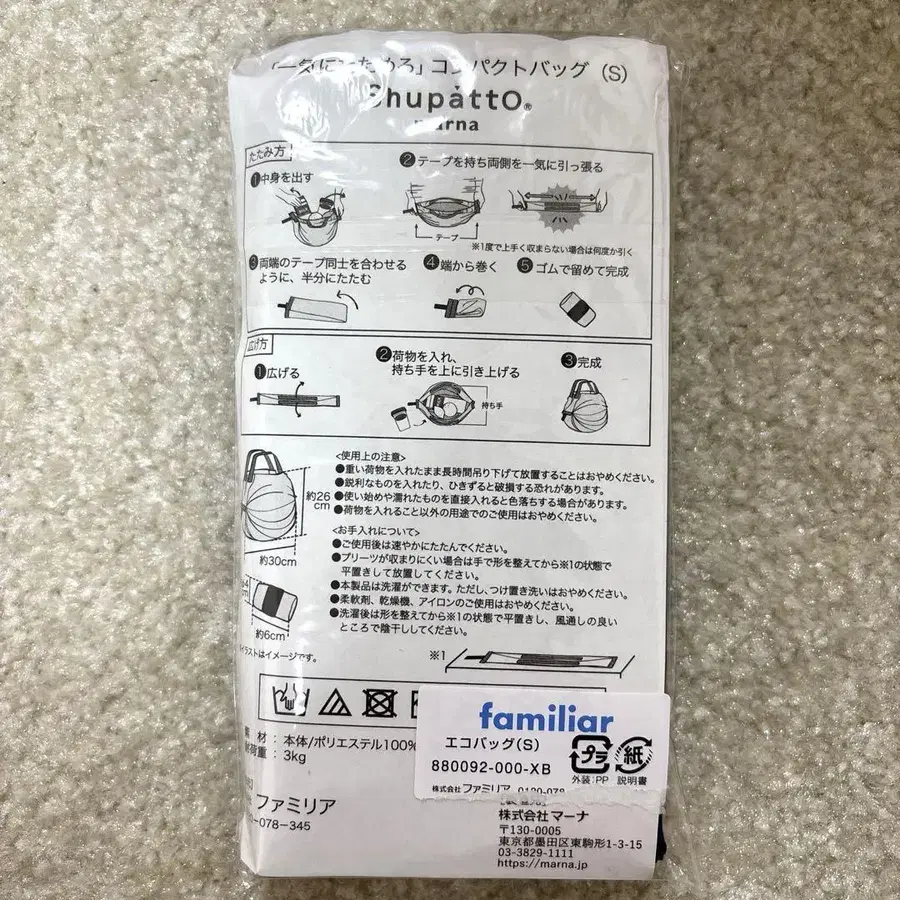 「一気にたためる」コンパクトバッグ（S）
Shupatto®
marna
たたみ方
❶中身を出す
❷テープを持ち両側を一気に引っ張る
テープ
※1度で上手く収まらない場合は何度か引く
❸両端のテープ同士を合わせる
ように、半分にたたむ
❹端から巻く
❺ゴムで留めて完成
広げ方
❶広げる
❷荷物を入れ、
持ち手を上に引き上げる
持ち手
❸完成
約26
cm
約30cm
約6cm
イラストはイメージです。
<使用上の注意>
●重い荷物を入れたまま長時間吊り下げて放置することはおやめください。
●鋭利なものを入れたり、ひきずると破損する恐れがあります。
●使い始めや濡れたものを直接入れると色落ちする場合があります。
●荷物を入れること以外の用途でのご使用はおやめください。
<お手入れについて>
●ご使用後は速やかにたたんでください。
●プリーツが収まりにくい場合は手で形を整えてから※1の状態で
平置きして放置してください。
●本製品は洗濯ができます。ただし、つけ置き洗いはおやめください。
●柔軟剤、乾燥機、アイロンのご使用はおやめください。
●洗濯後は形を整えてから※1の状態で平置きし、風通しの良い
ところで陰干ししてください。
※1
材：本体/ポリエステル100%
荷重：3kg
ファミリア
-078-345
familiar
エコバッグ(S)
880092-000-XB
プラ
外装:PP
紙
説明書
株式会社 ファミリア 0120-078
株式会社マーナ
〒130-0005
東京都墨田区東駒形1-3-15
03-3829-1111
https://marna.jp